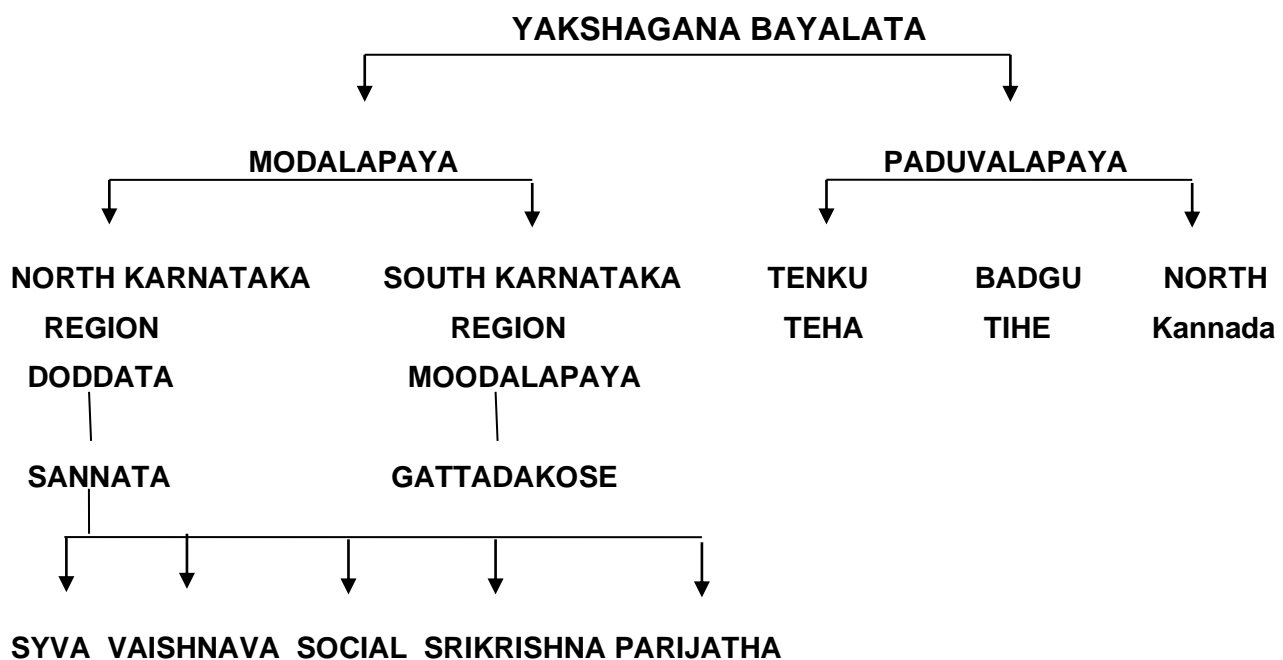 YAKSHAGANA BAYALATA
MODALAPAYA PADUVALAPAYA
NORTH KARNATAKA SOUTH KARNATAKA TENKU BADGU NORTH
REGION REGION TEHA TIHE Kannada
DODDATA MOODALAPAYA
SANNATA GATTADAKOSE
SYVA VAISHNAVA SOCIAL SRIKRISHNA PARIJATHA